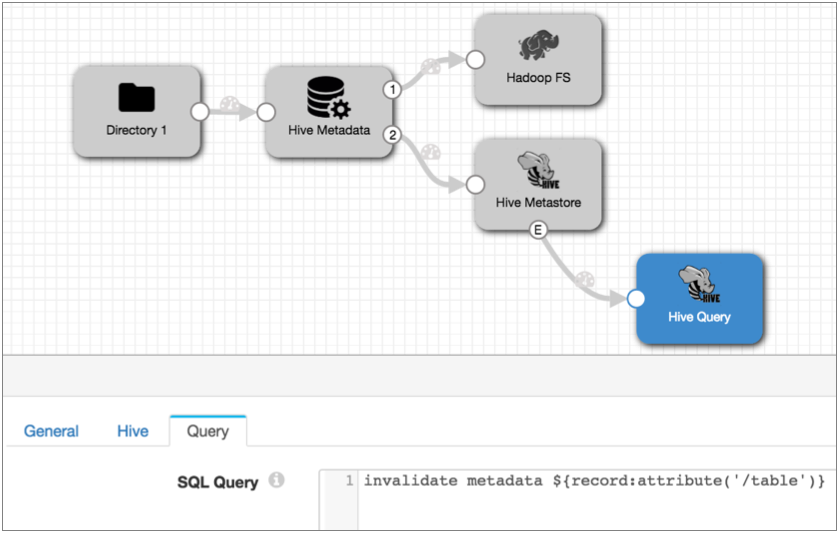 Directory 1
Hive Metadata
1
2
Hadoop FS
HIVE
Hive Metastore
E
HIVE
Hive Query
General
Hive
Query
SQL Query i
1 invalidate metadata ${record:attribute('/table')}